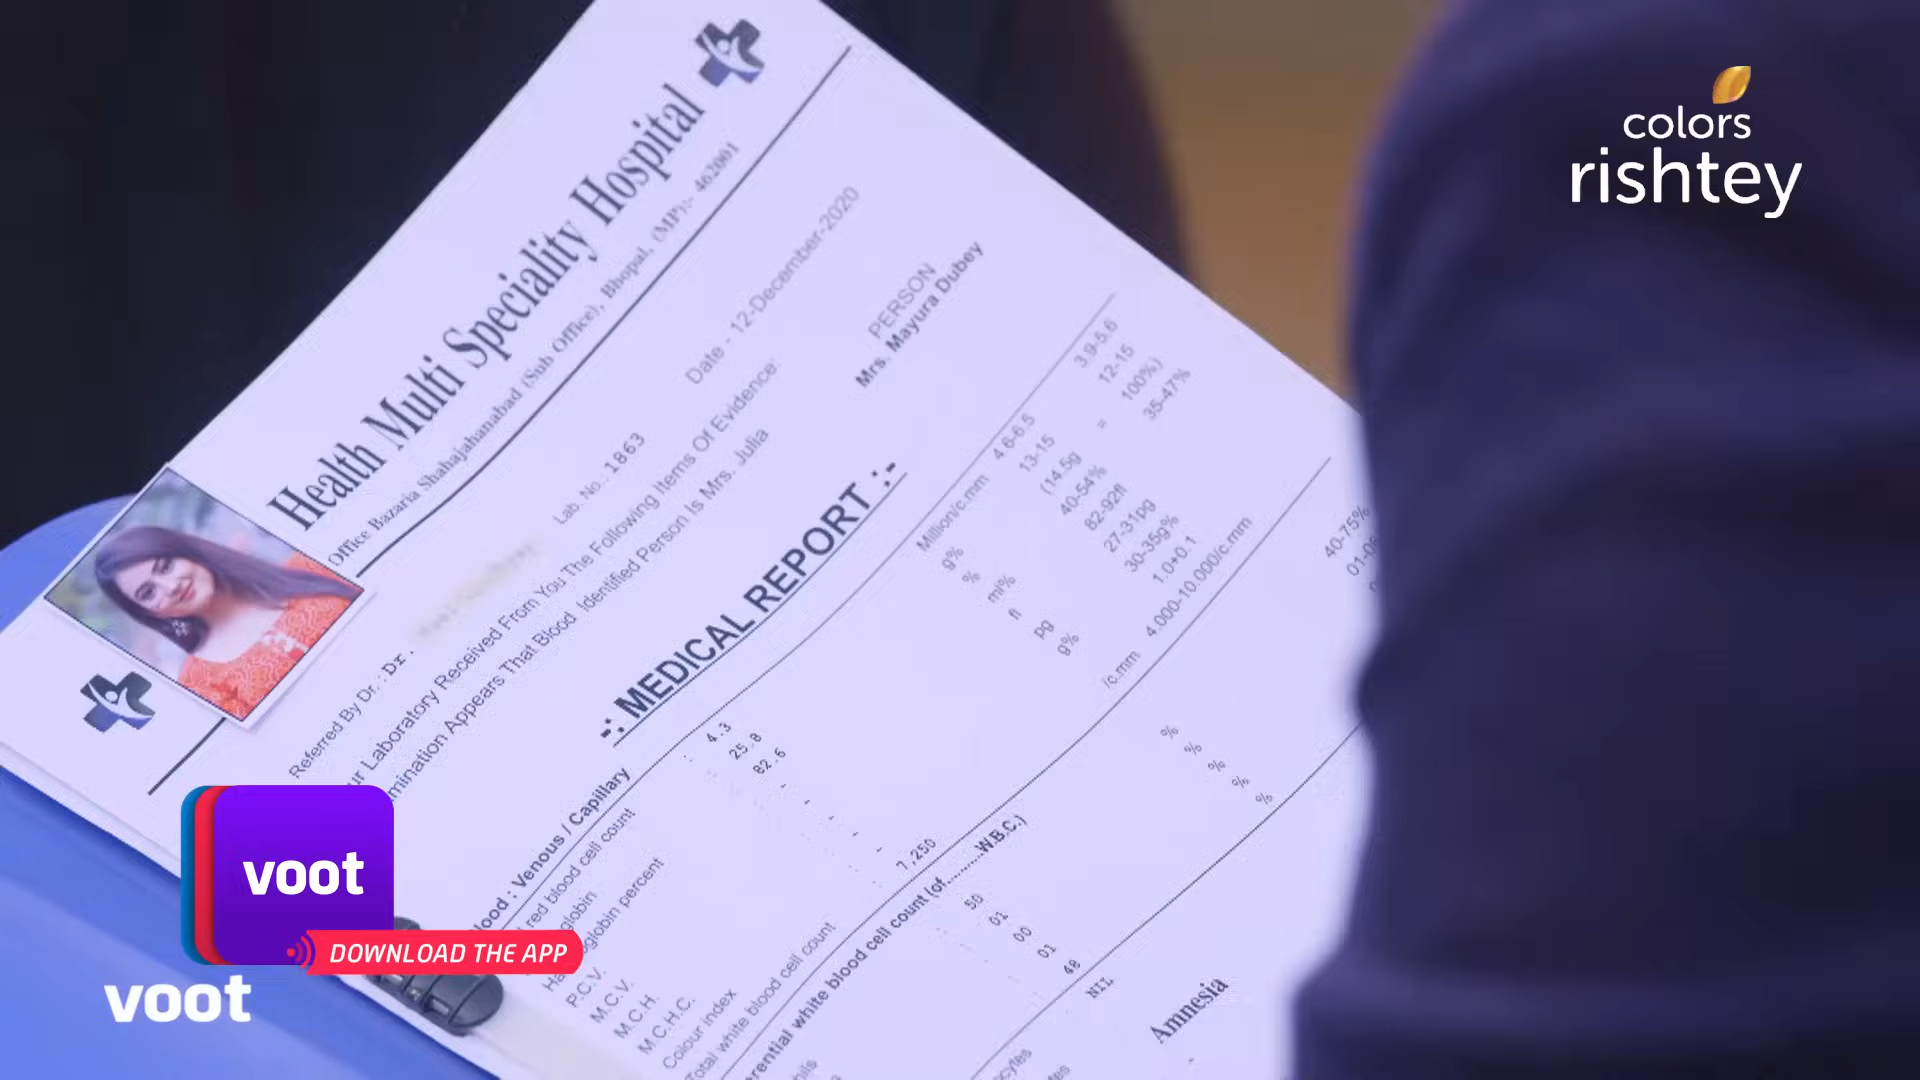 colors
rishtey
Health Multi Speciality Hospital
Office Bazaria Shahajahanabad (Sub Office), Bhopal, (MP):- 462001
Lab. No.: 1863
Date - 12-December-2020
Referred By Dr. : Dr.
ur Laboratory Received From You The Following Items Of Evidence:
mination Appears That Blood Identified Person Is Mrs. Julia
PERSON
Mrs. Mayura Dubey
-: MEDICAL REPORT :-
lood : Venous / Capillary
red blood cell count : 4.3 Million/c.mm 4.6-6.5 3.9-5.6
globin 25.8 g% 13-15 12-15
globin percent 82.6 % (14.5g = 100%)
P.C.V. - ml% 40-54% 35-47%
M.C.V. - fl 82-92fl
M.C.H. - pg 27-31pg
M.C.H.C. - g% 30-35g%
Colour index 1.0+0.1
Total white blood cell count 7,250 /c.mm 4.000-10.000/c.mm
erential white blood cell count (of..........W.B.C.)
50 % 40-75%
01 %
00 %
01 %
48 %
NIL
Amnesia
voot
DOWNLOAD THE APP
voot